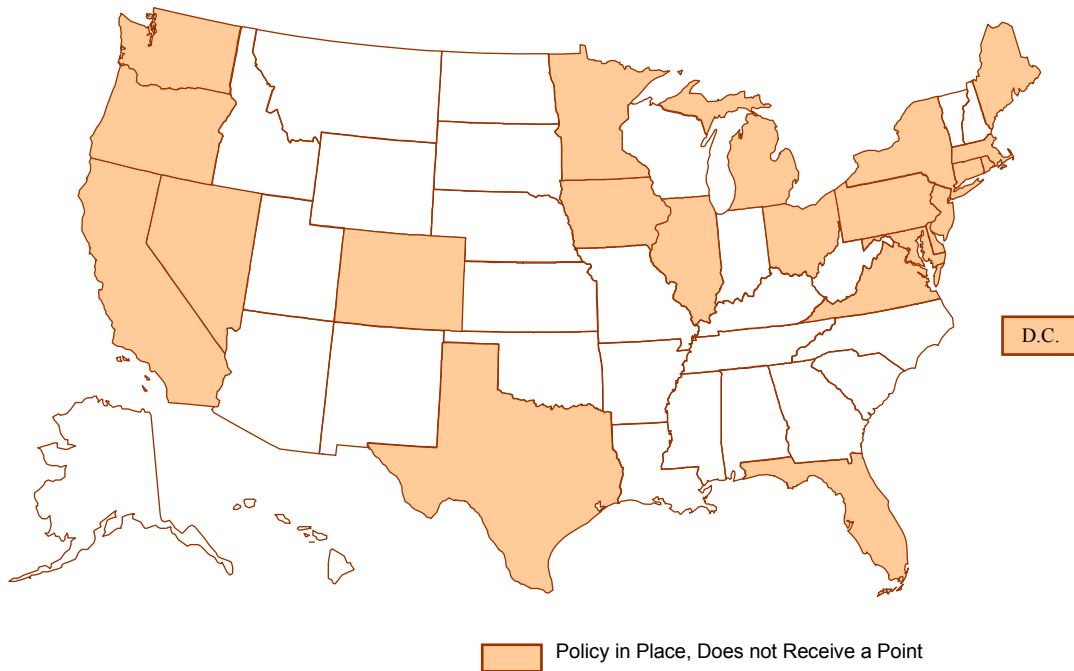 D.C.
Policy in Place, Does not Receive a Point